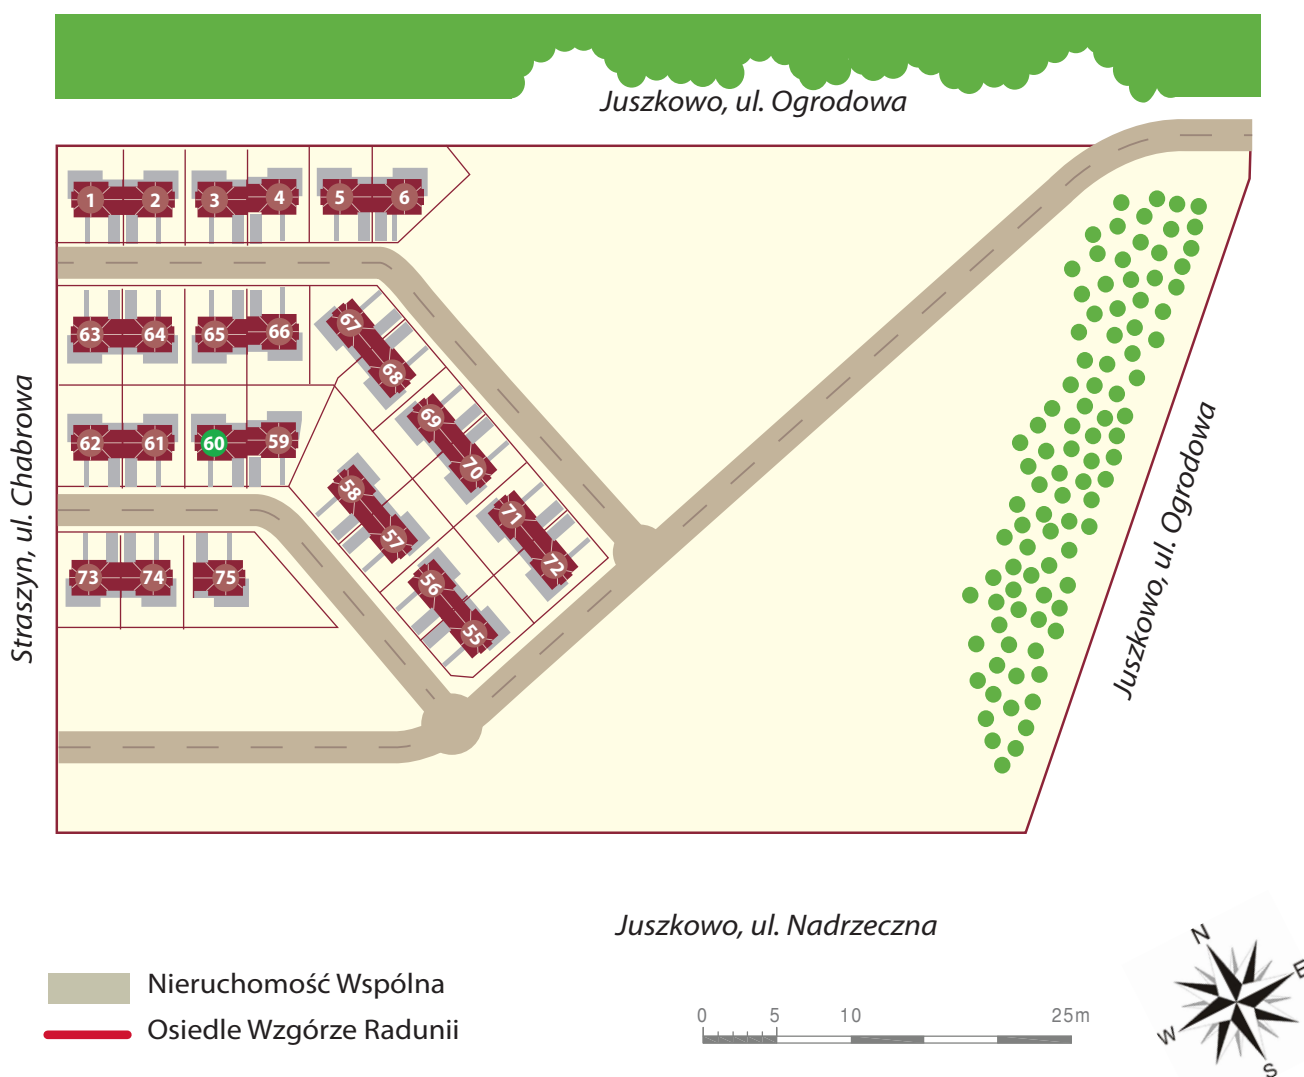 Juszkowo, ul. Ogrodowa
1 2 3 4 5 6
63 64 65 66 67
68
62 61 60 59 69
70
58 71
57 72
73 74 75 56
55
Straszyn, ul. Chabrowa
Juszkowo, ul. Ogrodowa
Juszkowo, ul. Nadrzeczna
Nieruchomość Wspólna
Osiedle Wzgórze Radunii
0 5 10 25m
N
E
W
S